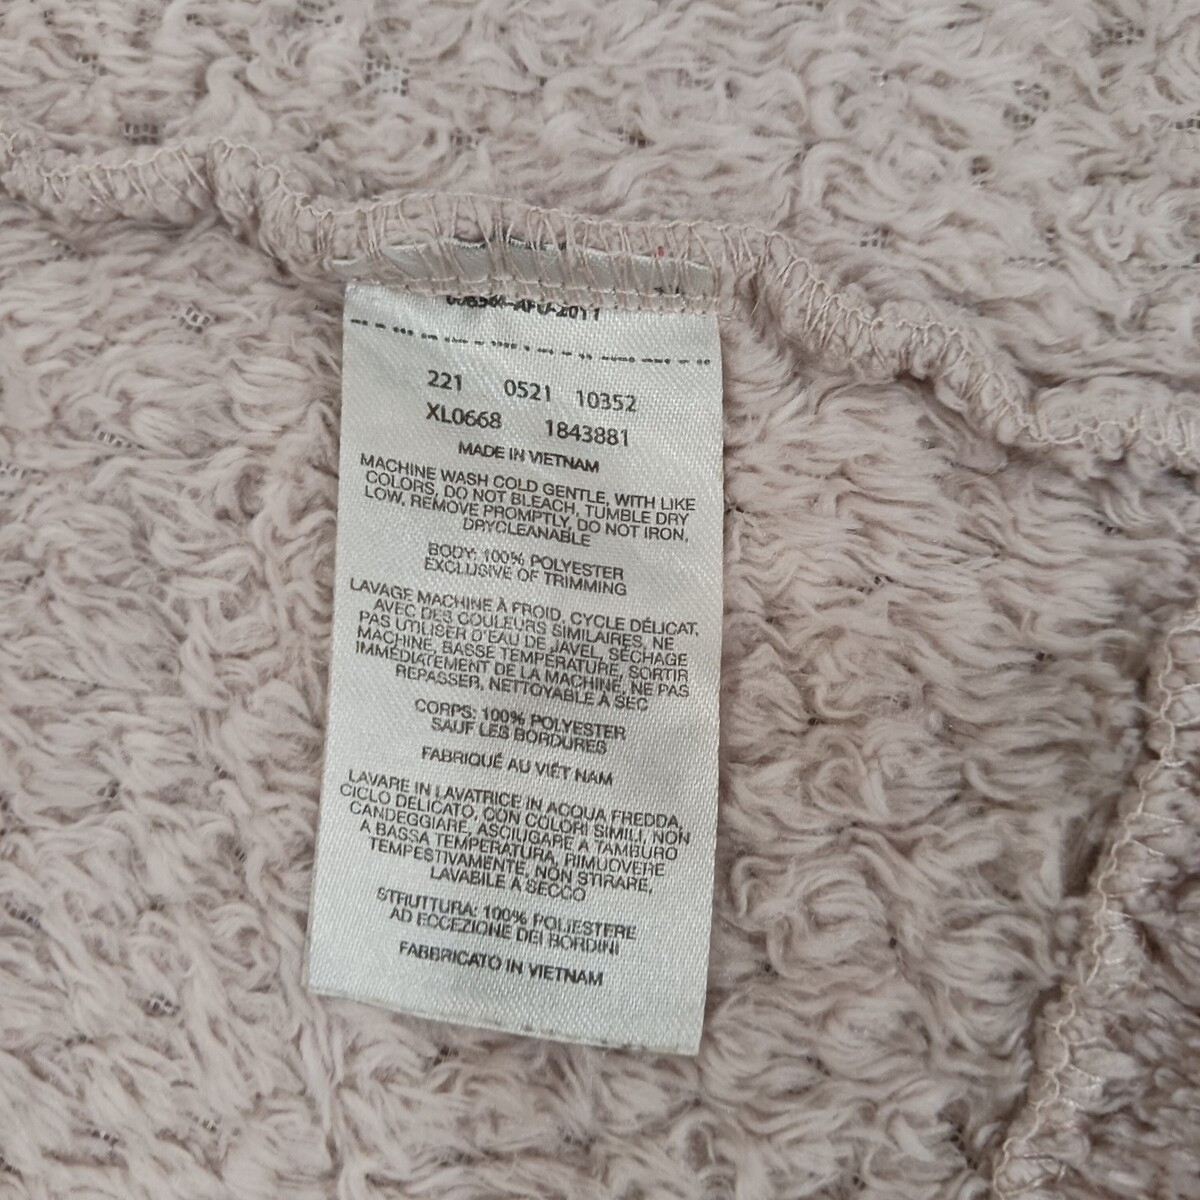 221 0521 10352
XL0668 1843881
MADE IN VIETNAM
MACHINE WASH COLD GENTLE, WITH LIKE
COLORS, DO NOT BLEACH, TUMBLE DRY
LOW, REMOVE PROMPTLY, DO NOT IRON,
DRYCLEANABLE
BODY: 100% POLYESTER
EXCLUSIVE OF TRIMMING
LAVAGE MACHINE À FROID, CYCLE DÉLICAT,
AVEC DES COULEURS SIMILAIRES, NE
PAS UTILISER D'EAU DE JAVEL, SÉCHAGE
MACHINE, BASSE TEMPÉRATURE, SORTIR
IMMÉDIATEMENT DE LA MACHINE, NE PAS
REPASSER, NETTOYABLE À SEC
CORPS: 100% POLYESTER
SAUF LES BORDURES
FABRIQUÉ AU VIÊT NAM
LAVARE IN LAVATRICE IN ACQUA FREDDA,
CICLO DELICATO, CON COLORI SIMILI, NON
CANDEGGIARE, ASCIUGARE A TAMBURO
A BASSA TEMPERATURA, RIMUOVERE
TEMPESTIVAMENTE, NON STIRARE,
LAVABILE A SECCO
STRUTTURA: 100% POLIESTERE
AD ECCEZIONE DEI BORDINI
FABBRICATO IN VIETNAM